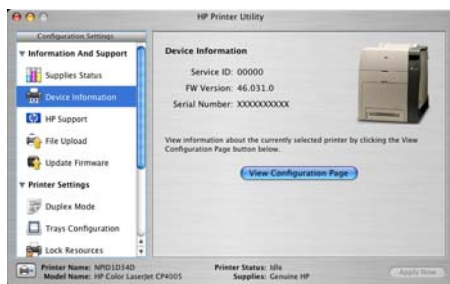 HP Printer Utility
Configuration Settings
Information And Support
Supplies Status
Device Information
HP Support
File Upload
Update Firmware
Printer Settings
Duplex Mode
Trays Configuration
Lock Resources
Device Information
Service ID: 00000
FW Version: 46.031.0
Serial Number: XXXXXXXXXX
View information about the currently selected printer by clicking the View
Configuration Page button below.
View Configuration Page
Printer Name: NPID1D34D
Model Name: HP Color LaserJet CP4005
Printer Status: Idle
Supplies: Genuine HP
Apply Now